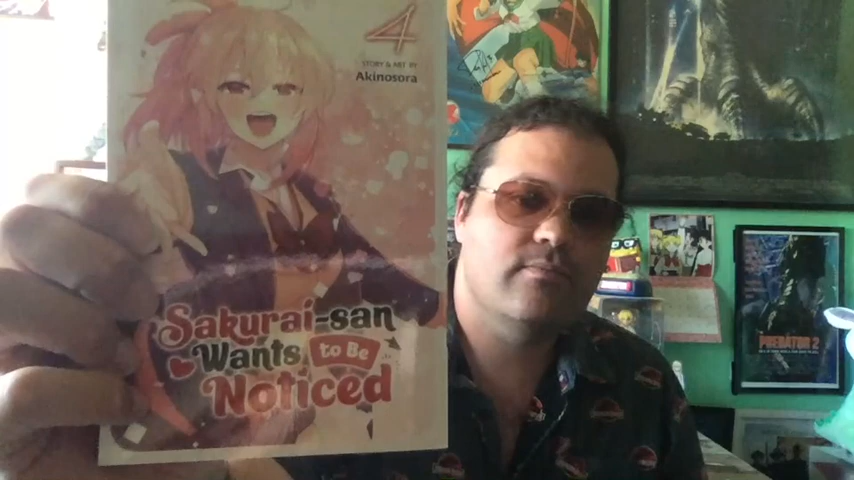 4
STORY & ART BY
Akinosora
Sakurai-san
Wants to Be
Noticed
PREDATOR 2